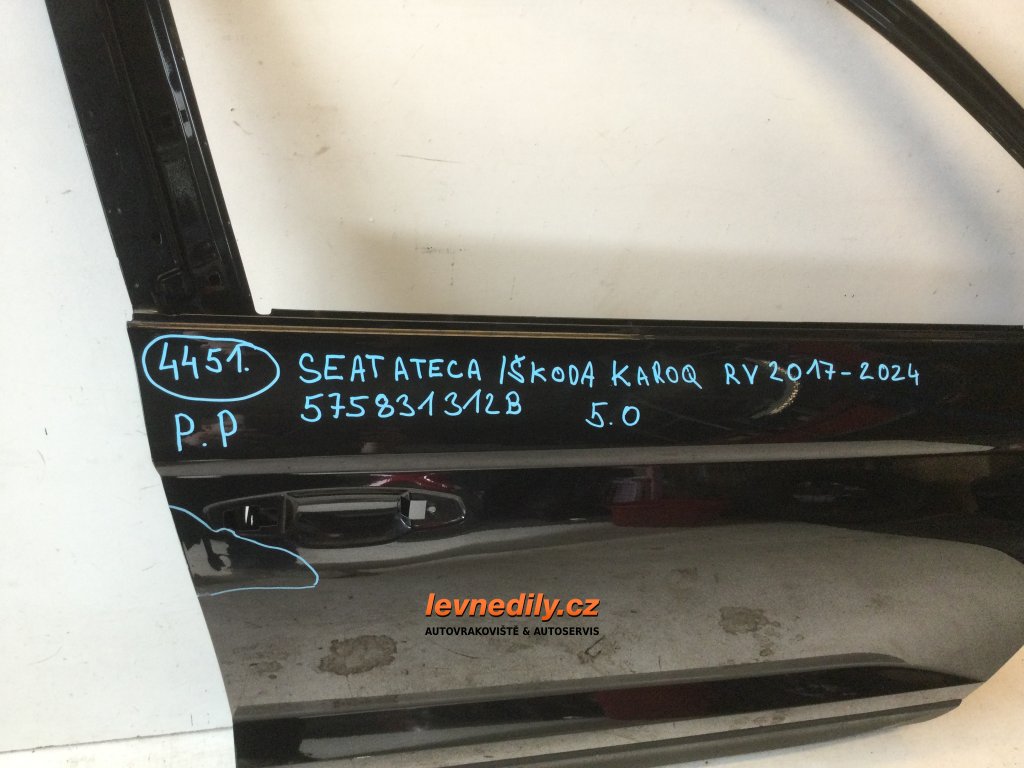 4451. SEAT ATECA / ŠKODA KAROQ RV 2017-2024
P.P 575831312B 5.0
levnedily.cz
AUTOVRAKOVIŠTĚ & AUTOSERVIS